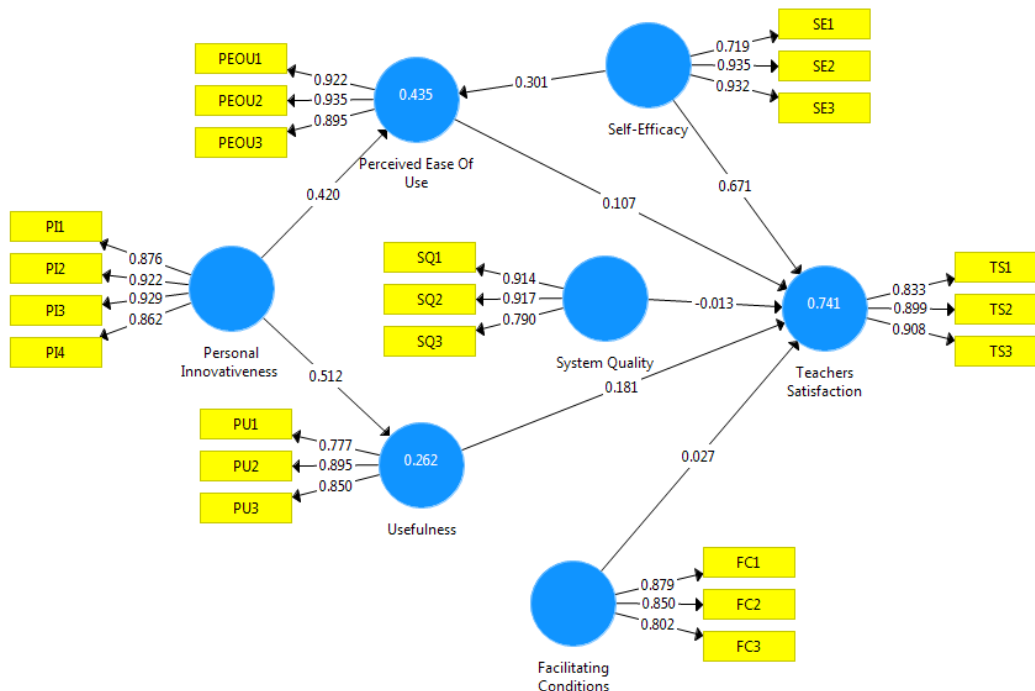 SE1
0.719
SE2
0.935
0.932
SE3
Self-Efficacy
PEOU1
0.922
PEOU2
0.935
0.895
PEOU3
0.435
Perceived Ease Of
Use
0.301
0.671
0.420
0.107
PI1
0.876
PI2
0.922
PI3
0.929
0.862
PI4
Personal
Innovativeness
SQ1
0.914
SQ2
0.917
0.790
SQ3
System Quality
-0.013
0.741
Teachers
Satisfaction
TS1
0.833
0.899
TS2
0.908
TS3
0.512
0.181
PU1
0.777
PU2
0.895
0.850
PU3
0.262
Usefulness
0.027
FC1
0.879
0.850
FC2
0.802
FC3
Facilitating
Conditions